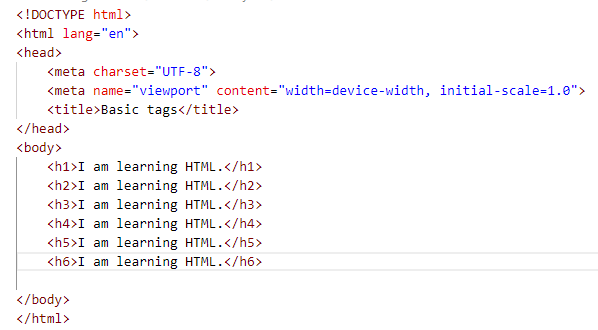 <!DOCTYPE html>
<html lang="en">
<head>
    <meta charset="UTF-8">
    <meta name="viewport" content="width=device-width, initial-scale=1.0">
    <title>Basic tags</title>
</head>
<body>
    <h1>I am learning HTML.</h1>
    <h2>I am learning HTML.</h2>
    <h3>I am learning HTML.</h3>
    <h4>I am learning HTML.</h4>
    <h5>I am learning HTML.</h5>
    <h6>I am learning HTML.</h6>
</body>
</html>